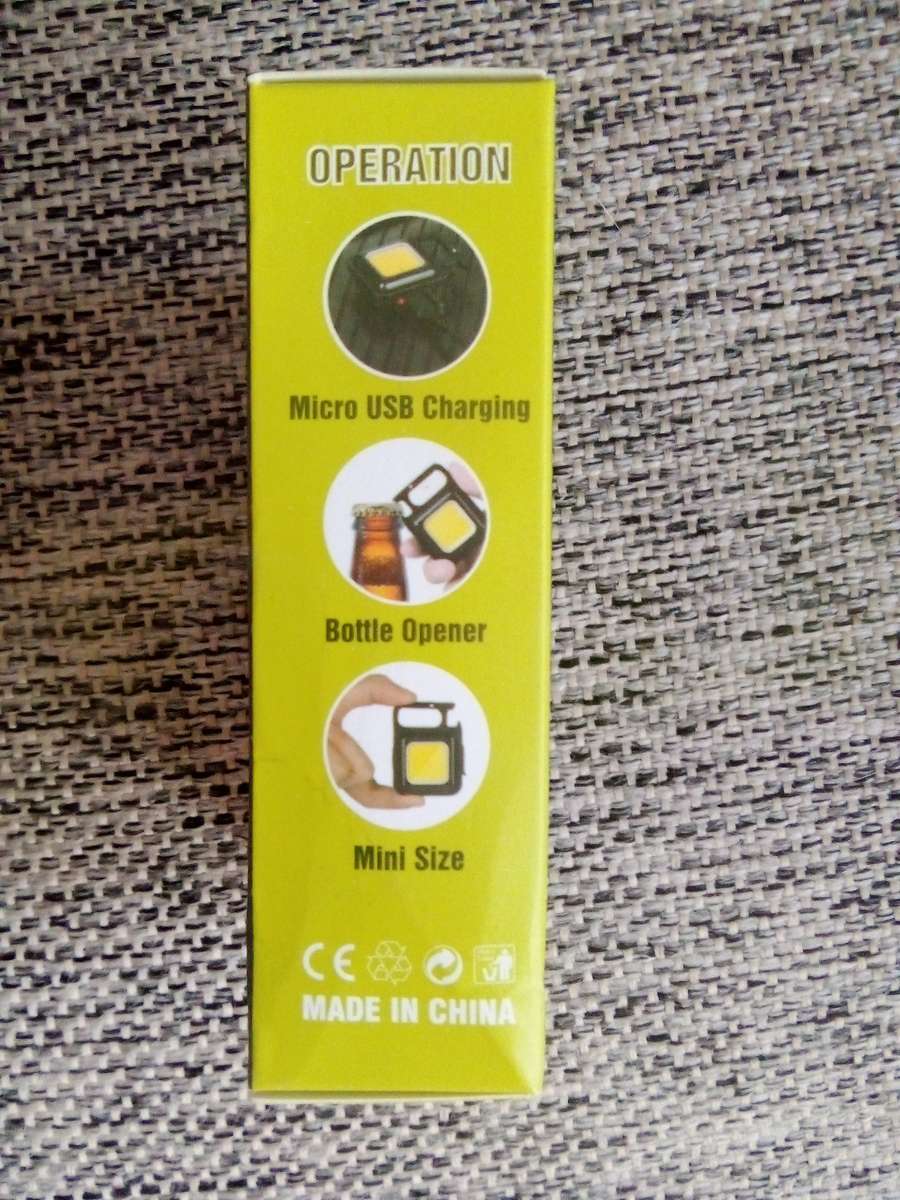 OPERATION
Micro USB Charging
Bottle Opener
Mini Size
CE
MADE IN CHINA